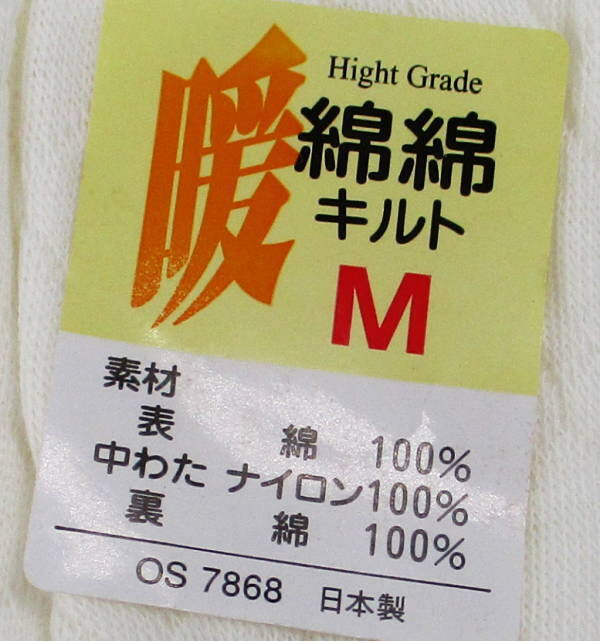 暖
Hight Grade
綿綿
キルト
M
素材
表 綿 100%
中わた ナイロン100%
裏 綿 100%
OS 7868 日本製